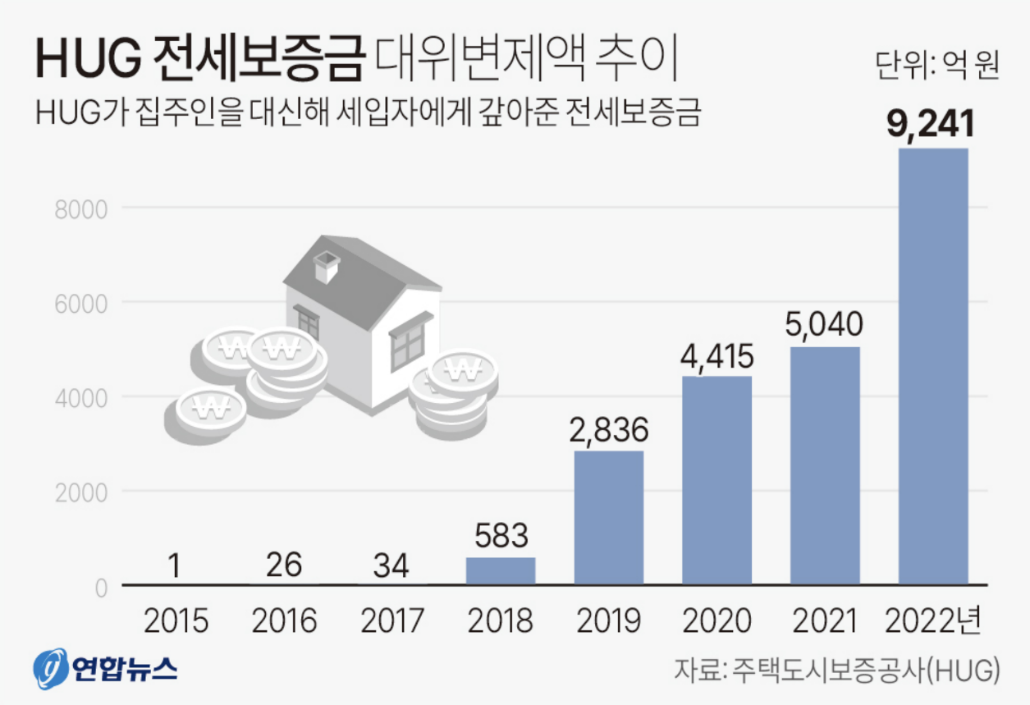 HUG 전세보증금 대위변제액 추이
단위: 억 원
HUG가 집주인을 대신해 세입자에게 갚아준 전세보증금
9,241
8000
6000
5,040
4,415
4000
2,836
2000
583
1 26 34
0
2015 2016 2017 2018 2019 2020 2021 2022년
y 연합뉴스
자료: 주택도시보증공사(HUG)
₩ ₩
₩
₩